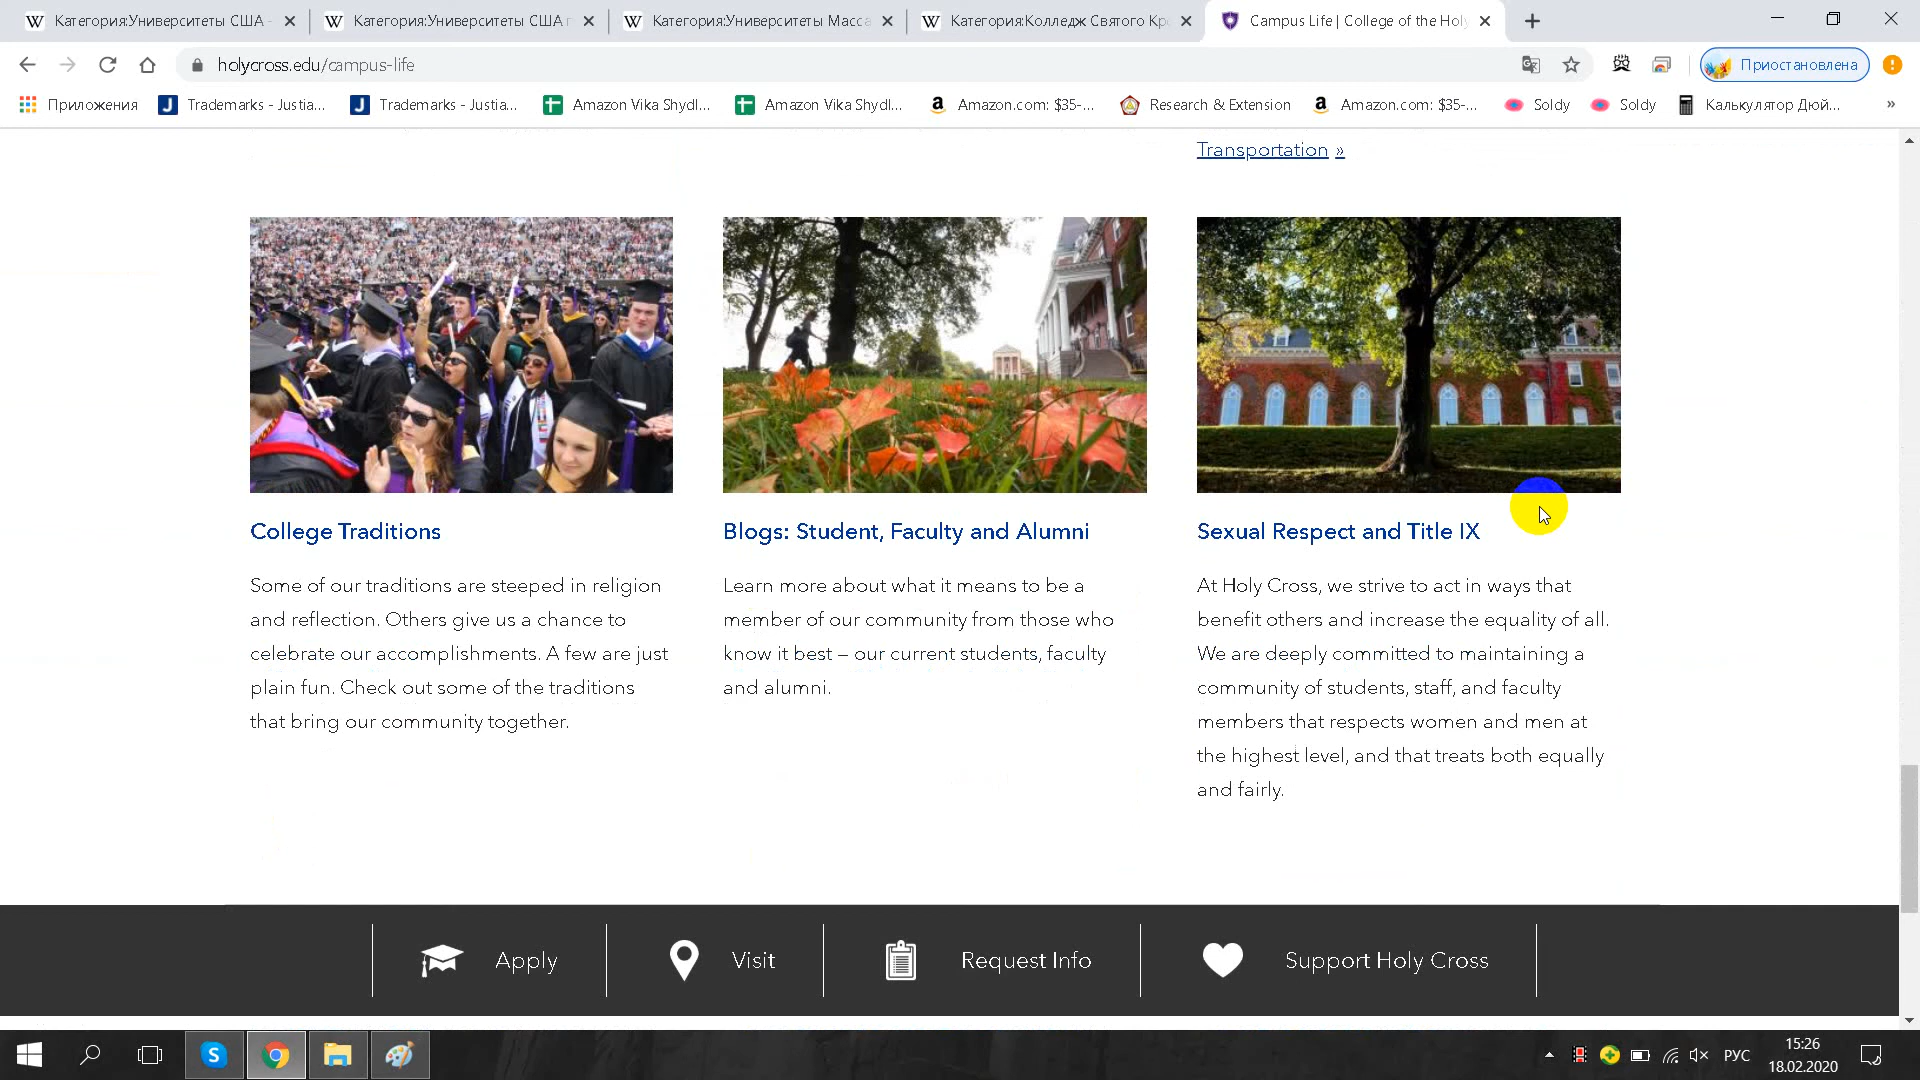 Категория:Университеты США -
Категория:Университеты США п
Категория:Университеты Масса
Категория:Колледж Святого Кро
Campus Life | College of the Holy
holycross.edu/campus-life
Приостановлена
Приложения
Trademarks - Justia...
Trademarks - Justia...
Amazon Vika Shydl...
Amazon Vika Shydl...
Amazon.com: $35-...
Research & Extension
Amazon.com: $35-...
Soldy
Soldy
Калькулятор Дюй...
»
Transportation »
College Traditions
Some of our traditions are steeped in religion
and reflection. Others give us a chance to
celebrate our accomplishments. A few are just
plain fun. Check out some of the traditions
that bring our community together.
Blogs: Student, Faculty and Alumni
Learn more about what it means to be a
member of our community from those who
know it best – our current students, faculty
and alumni.
Sexual Respect and Title IX
At Holy Cross, we strive to act in ways that
benefit others and increase the equality of all.
We are deeply committed to maintaining a
community of students, staff, and faculty
members that respects women and men at
the highest level, and that treats both equally
and fairly.
Apply
Visit
Request Info
Support Holy Cross
РУС
15:26
18.02.2020